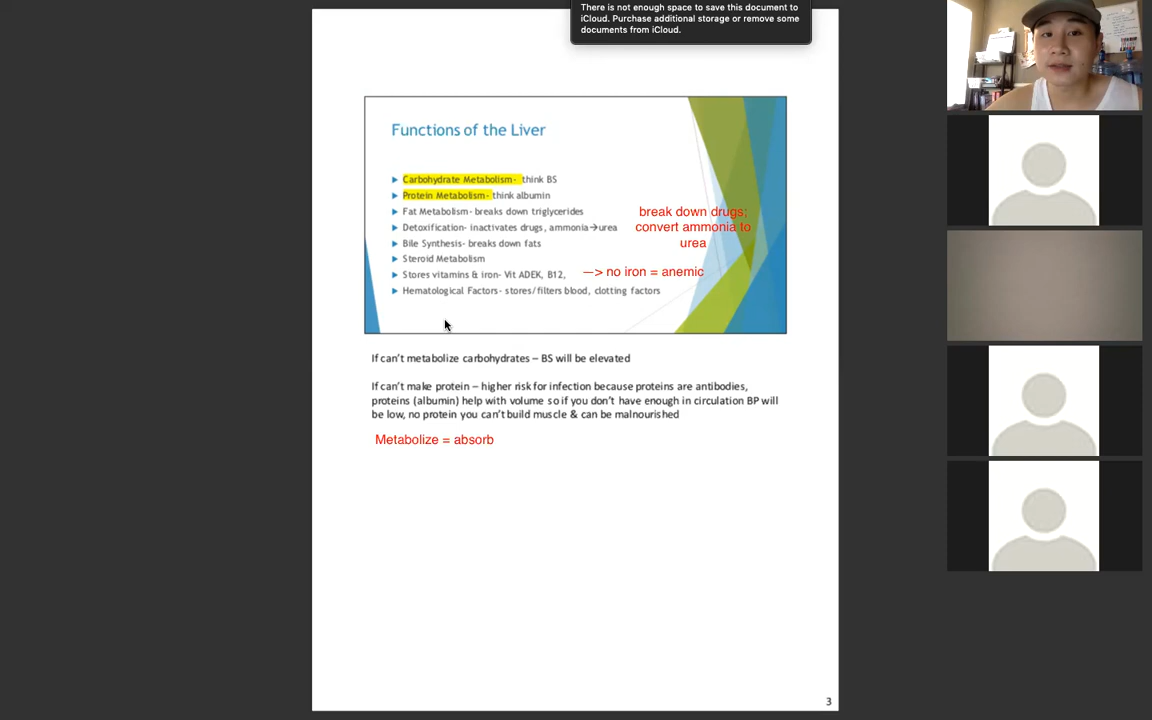 There is not enough space to save this document to
iCloud. Purchase additional storage or remove some
documents from iCloud.
Functions of the Liver
Carbohydrate Metabolism- think BS
Protein Metabolism- think albumin
Fat Metabolism- breaks down triglycerides
Detoxification- inactivates drugs, ammonia→urea
Bile Synthesis- breaks down fats
Steroid Metabolism
Stores vitamins & iron- Vit ADEK, B12,
Hematological Factors- stores/filters blood, clotting factors
break down drugs;
convert ammonia to
urea
—> no iron = anemic
If can't metabolize carbohydrates – BS will be elevated
If can't make protein – higher risk for infection because proteins are antibodies,
proteins (albumin) help with volume so if you don't have enough in circulation BP will
be low, no protein you can't build muscle & can be malnourished
Metabolize = absorb
3